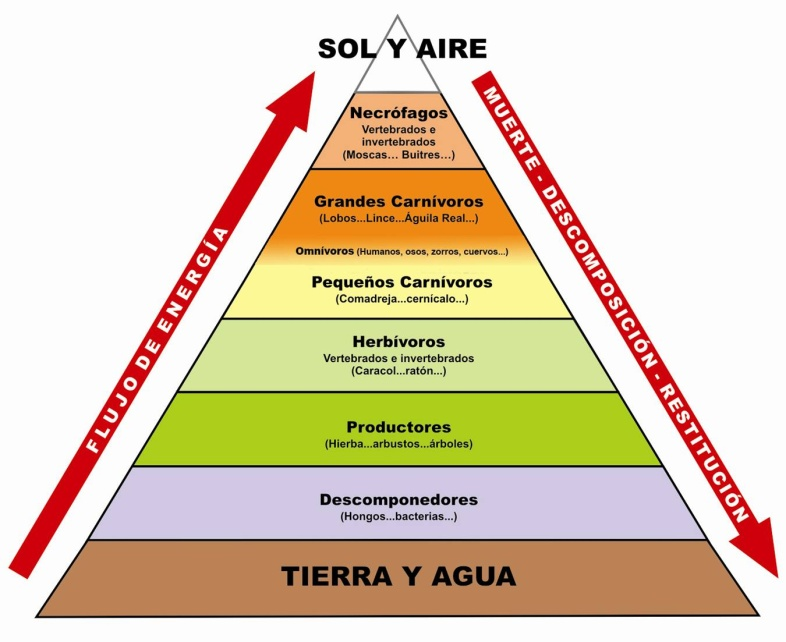 SOL Y AIRE
FLUJO DE ENERGÍA
MUERTE - DESCOMPOSICIÓN - RESTITUCIÓN
Necrófagos
Vertebrados e
invertebrados
(Moscas... Buitres...)
Grandes Carnívoros
(Lobos...Lince...Águila Real...)
Omnívoros (Humanos, osos, zorros, cuervos...)
Pequeños Carnívoros
(Comadreja...cernícalo...)
Herbívoros
Vertebrados e invertebrados
(Caracol...ratón...)
Productores
(Hierba...arbustos...árboles)
Descomponedores
(Hongos...bacterias...)
TIERRA Y AGUA